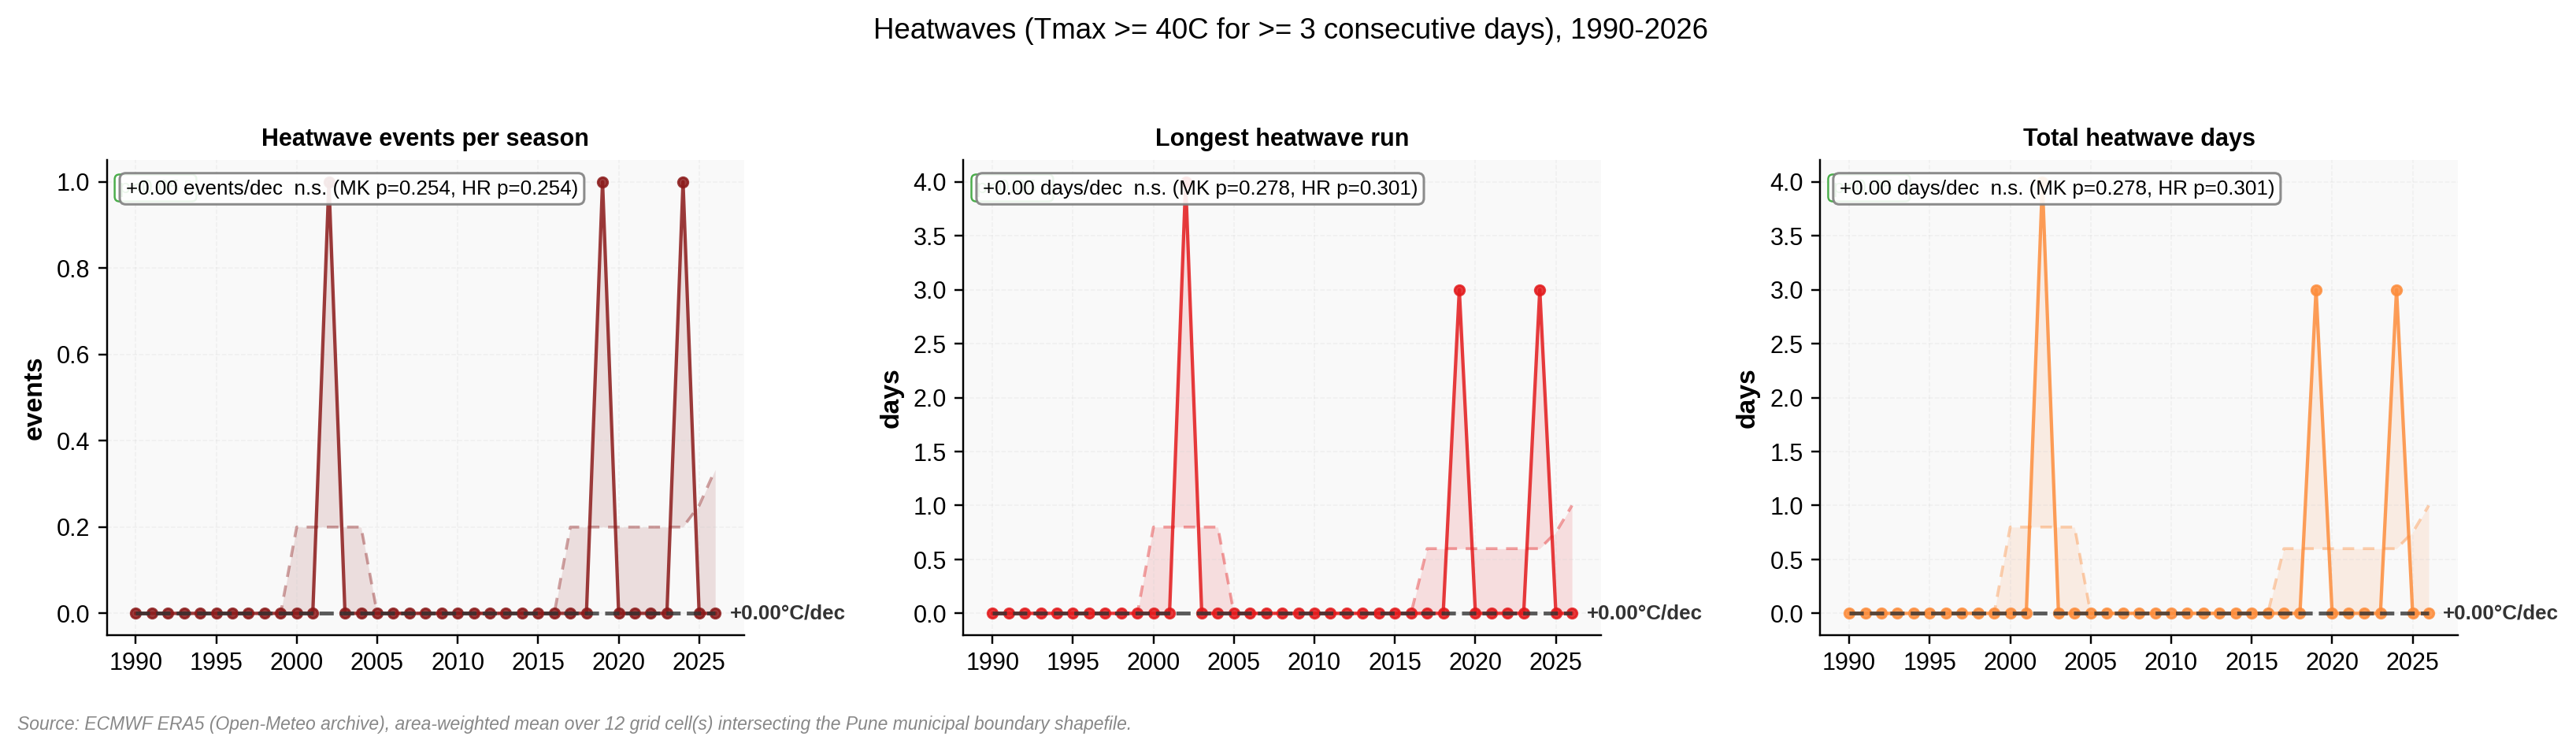 Heatwaves (Tmax >= 40C for >= 3 consecutive days), 1990-2026
Heatwave events per season
+0.00 events/dec  n.s. (MK p=0.254, HR p=0.254)
events
1.0
0.8
0.6
0.4
0.2
0.0
+0.00°C/dec
1990 1995 2000 2005 2010 2015 2020 2025
Longest heatwave run
+0.00 days/dec  n.s. (MK p=0.278, HR p=0.301)
days
4.0
3.5
3.0
2.5
2.0
1.5
1.0
0.5
0.0
+0.00°C/dec
1990 1995 2000 2005 2010 2015 2020 2025
Total heatwave days
+0.00 days/dec  n.s. (MK p=0.278, HR p=0.301)
days
4.0
3.5
3.0
2.5
2.0
1.5
1.0
0.5
0.0
+0.00°C/dec
1990 1995 2000 2005 2010 2015 2020 2025
Source: ECMWF ERA5 (Open-Meteo archive), area-weighted mean over 12 grid cell(s) intersecting the Pune municipal boundary shapefile.